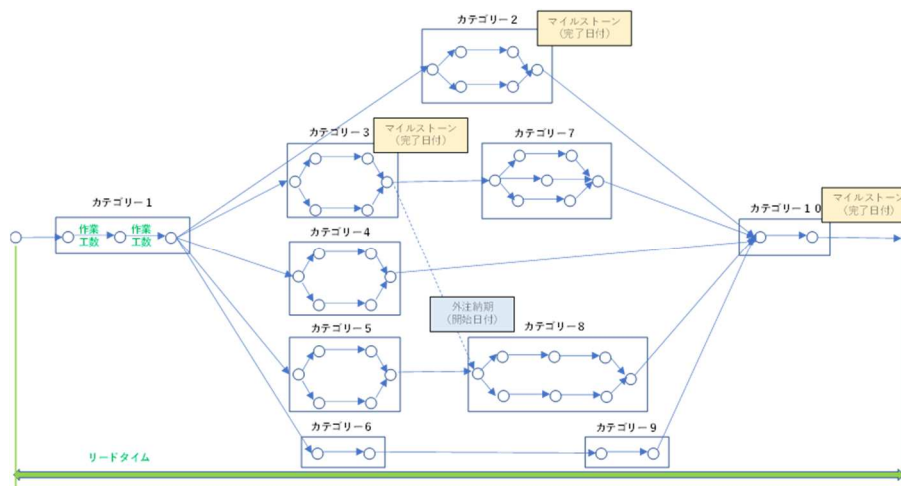 カテゴリー２
マイルストーン
（完了日付）
カテゴリー３
マイルストーン
（完了日付）
カテゴリー７
カテゴリー１
作業
工数
作業
工数
カテゴリー１０
マイルストーン
（完了日付）
カテゴリー４
外注納期
（開始日付）
カテゴリー５
カテゴリー８
カテゴリー６
カテゴリー９
リードタイム